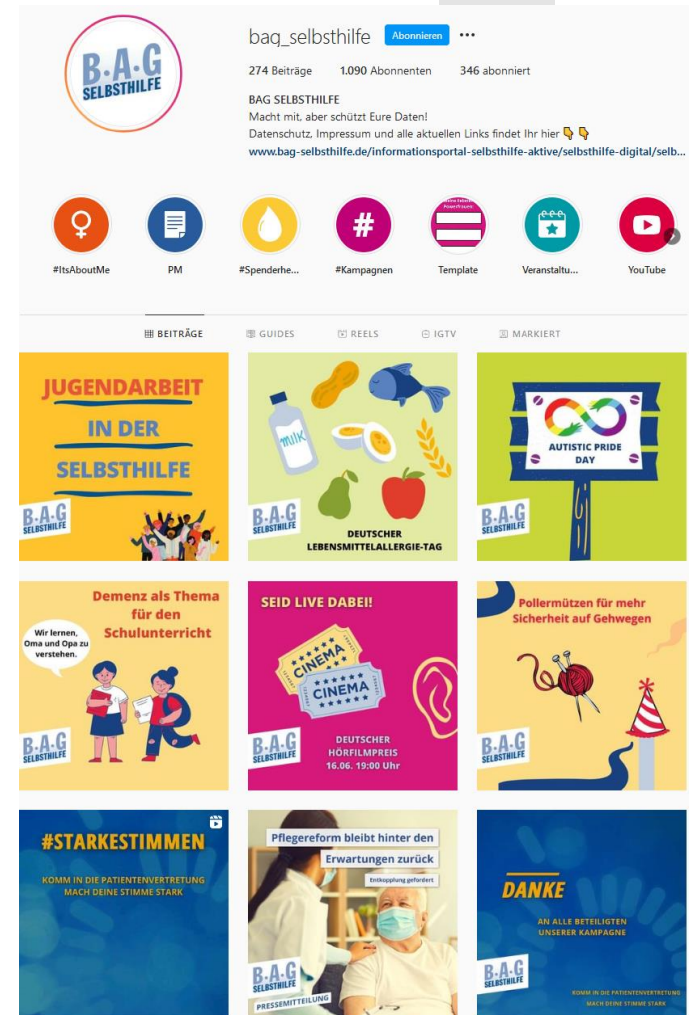 B·A·G
SELBSTHILFE
bag_selbsthilfe
Abonnieren
274 Beiträge
1.090 Abonnenten
346 abonniert
BAG SELBSTHILFE
Macht mit, aber schützt Eure Daten!
Datenschutz, Impressum und alle aktuellen Links findet Ihr hier
www.bag-selbsthilfe.de/informationsportal-selbsthilfe-aktive/selbsthilfe-digital/selb...
#
#ItsAboutMe
PM
#Spenderhe...
#Kampagnen
Template
Veranstaltu...
YouTube
BEITRÄGE
GUIDES
REELS
IGTV
MARKIERT
JUGENDARBEIT
IN DER
SELBSTHILFE
B·A·G
SELBSTHILFE
milk
B·A·G
SELBSTHILFE
DEUTSCHER
LEBENSMITTELALLERGIE-TAG
AUTISTIC PRIDE
DAY
B·A·G
SELBSTHILFE
Demenz als Thema
für den
Schulunterricht
Wir lernen,
Oma und Opa zu
verstehen.
B·A·G
SELBSTHILFE
SEID LIVE DABEI!
CINEMA
CINEMA
B·A·G
SELBSTHILFE
DEUTSCHER
HÖRFILMPREIS
16.06. 19:00 Uhr
Pollermützen für mehr
Sicherheit auf Gehwegen
B·A·G
SELBSTHILFE
#STARKESTIMMEN
KOMM IN DIE PATIENTENVERTRETUNG
MACH DEINE STIMME STARK
Pflegereform bleibt hinter den
Erwartungen zurück
Entkopplung gefordert
B·A·G
SELBSTHILFE
PRESSEMITTEILUNG
DANKE
AN ALLE BETEILIGTEN
UNSERER KAMPAGNE
B·A·G
SELBSTHILFE
KOMM IN DIE PATIENTENVERTRETUNG
MACH DEINE STIMME STARK